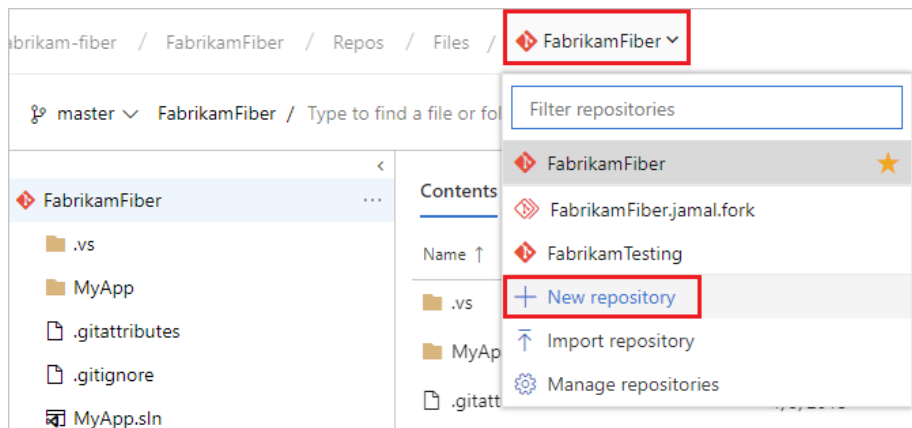 abrikam-fiber / FabrikamFiber / Repos / Files / FabrikamFiber
master FabrikamFiber / Type to find a file or fol
Filter repositories
FabrikamFiber
FabrikamFiber.jamal.fork
FabrikamTesting
New repository
Import repository
Manage repositories
FabrikamFiber ...
.vs
MyApp
.gitattributes
.gitignore
MyApp.sln
Contents
Name ↑
.vs
MyAp
.gitatt